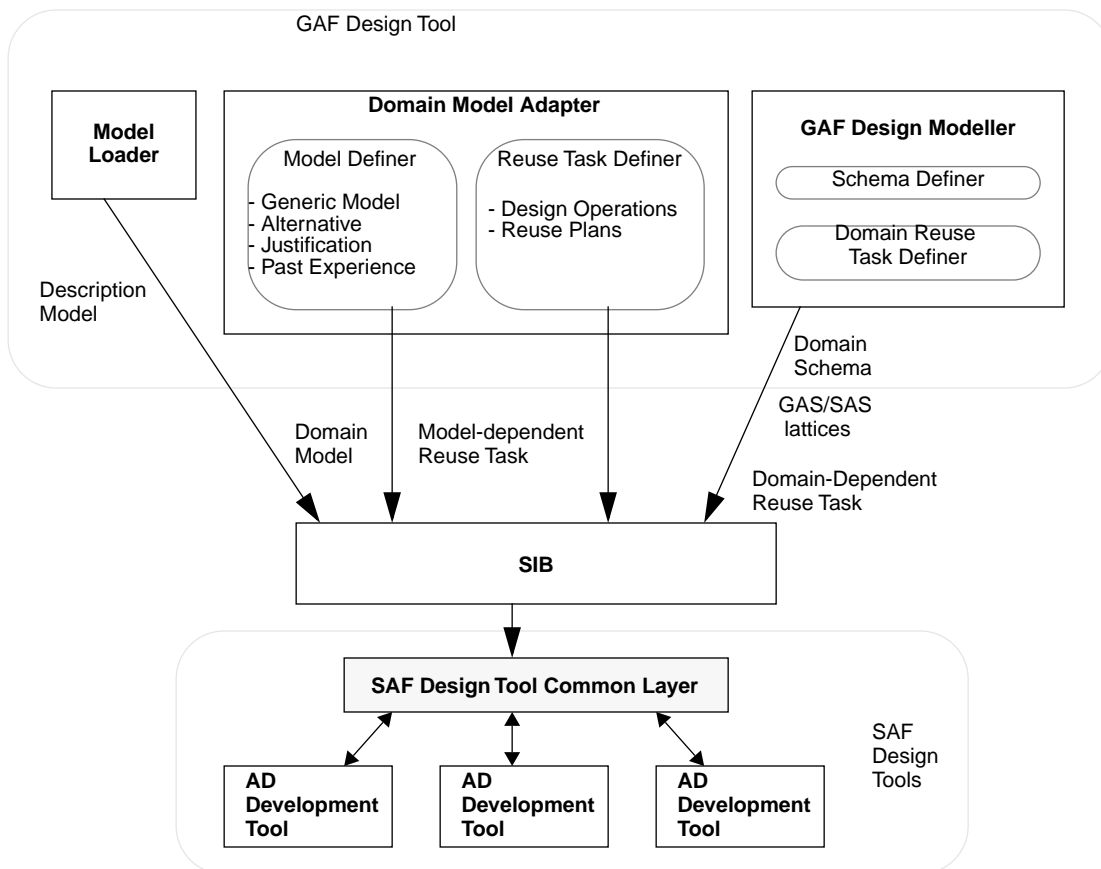 GAF Design Tool
Model
Loader
Domain Model Adapter
Model Definer
- Generic Model
- Alternative
- Justification
- Past Experience
Reuse Task Definer
- Design Operations
- Reuse Plans
GAF Design Modeller
Schema Definer
Domain Reuse
Task Definer
Description
Model
Domain
Model
Model-dependent
Reuse Task
Domain
Schema
GAS/SAS
lattices
Domain-Dependent
Reuse Task
SIB
SAF Design Tool Common Layer
SAF
Design
Tools
AD
Development
Tool
AD
Development
Tool
AD
Development
Tool